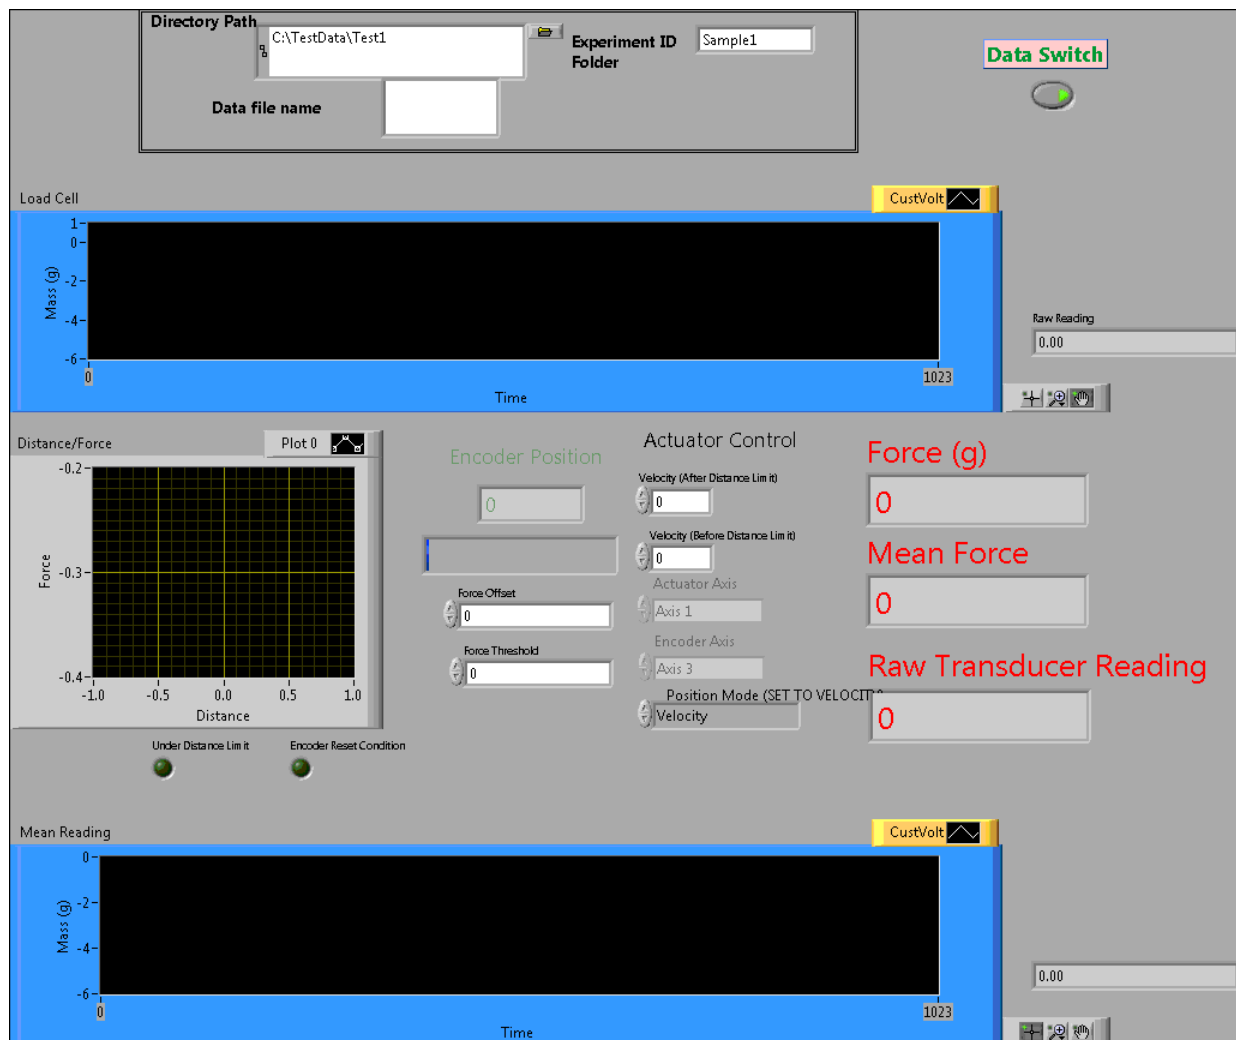 Directory Path
C:\TestData\Test1
Experiment ID
Folder
Sample1
Data Switch
Data file name
Load Cell
CustVolt
1
0
-2
-4
-6
Mass (g)
0
1023
Time
Raw Reading
0.00
Distance/Force
Plot 0
-0.2
-0.3
-0.4
Force
-1.0 -0.5 0.0 0.5 1.0
Distance
Under Distance Limit
Encoder Reset Condition
Encoder Position
0
Force Offset
0
Force Threshold
0
Actuator Control
Velocity (After Distance Limit)
0
Velocity (Before Distance Limit)
0
Actuator Axis
Axis 1
Encoder Axis
Axis 3
Position Mode (SET TO VELOCITY)
Velocity
Force (g)
0
Mean Force
0
Raw Transducer Reading
0
Mean Reading
CustVolt
0
-2
-4
-6
Mass (g)
0
1023
Time
0.00